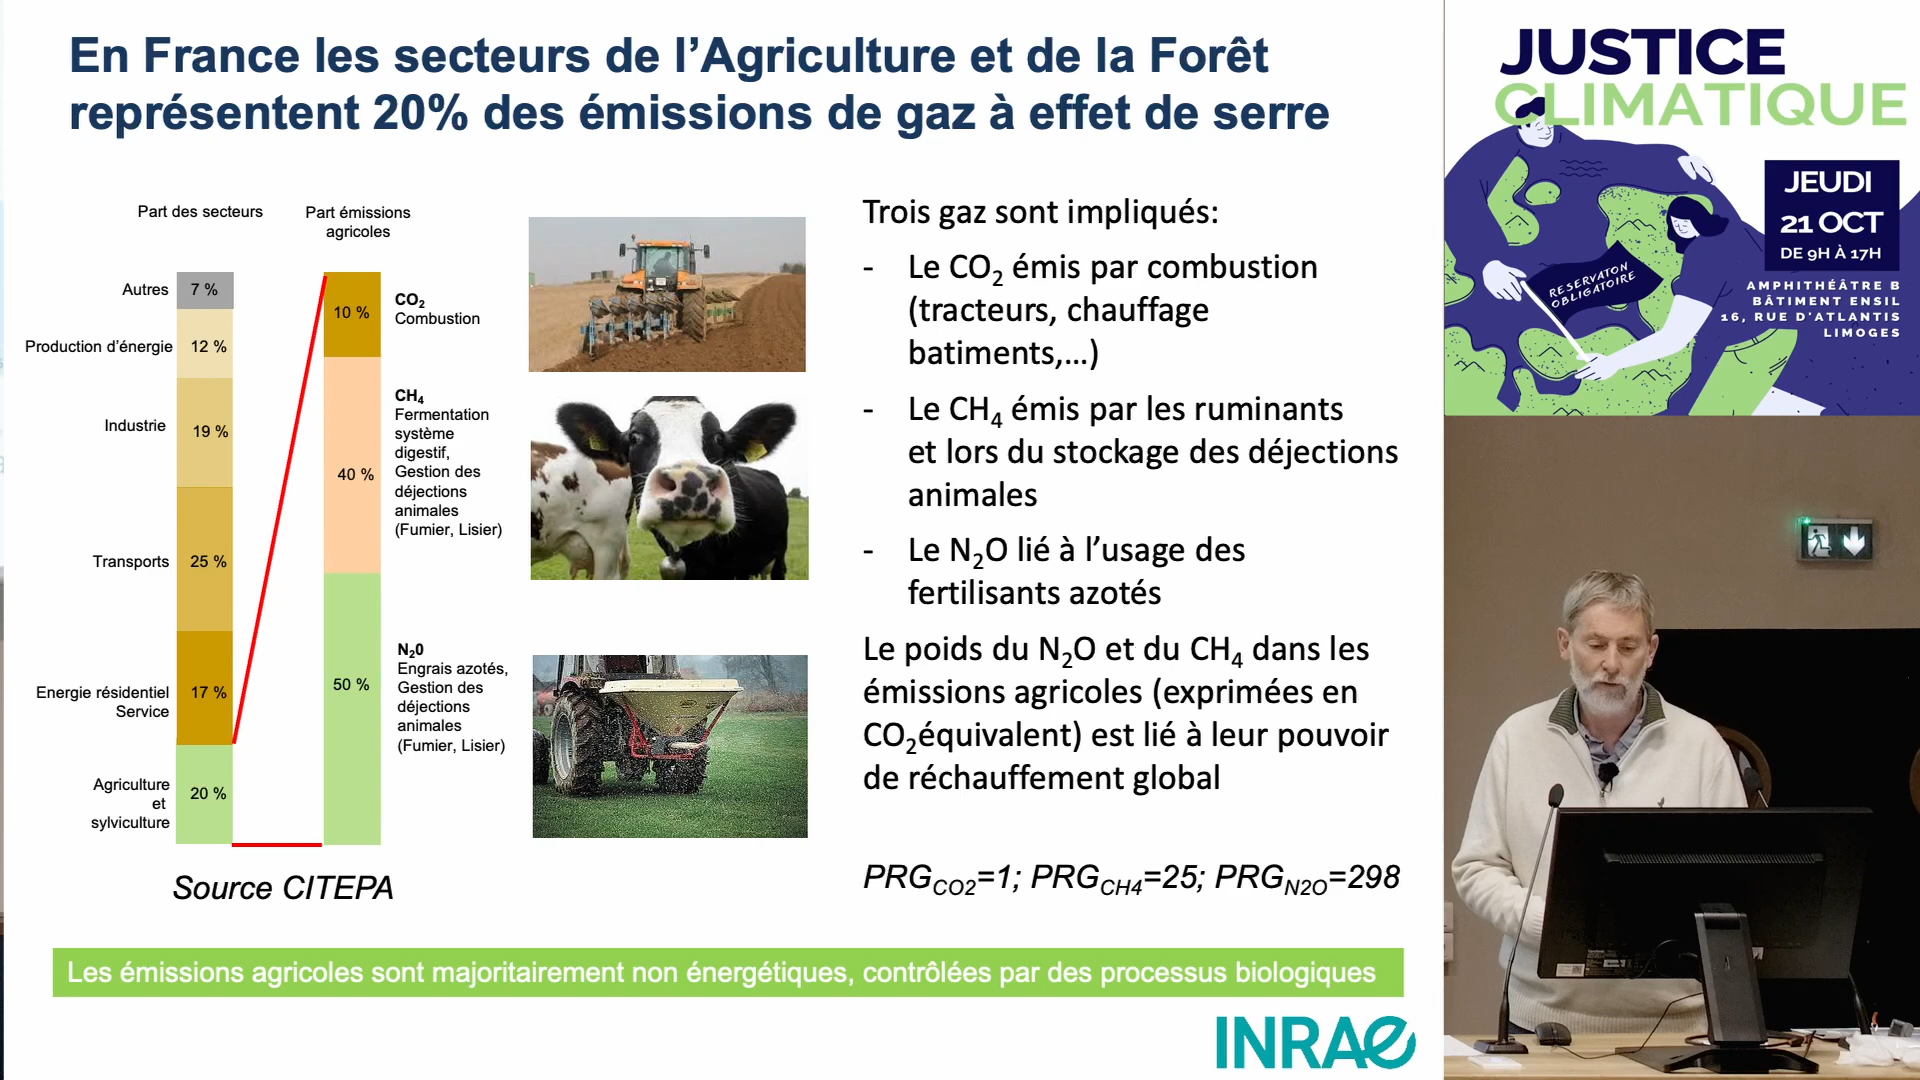 En France les secteurs de l’Agriculture et de la Forêt
représentent 20% des émissions de gaz à effet de serre
Part des secteurs
Part émissions
agricoles
Autres
7 %
Production d’énergie
12 %
Industrie
19 %
Transports
25 %
Energie résidentiel
Service
17 %
Agriculture
et
sylviculture
20 %
10 %
CO2
Combustion
40 %
CH4
Fermentation
système
digestif,
Gestion des
déjections
animales
(Fumier, Lisier)
50 %
N20
Engrais azotés,
Gestion des
déjections
animales
(Fumier, Lisier)
Source CITEPA
Trois gaz sont impliqués:
- Le CO2 émis par combustion
(tracteurs, chauffage
batiments,…)
- Le CH4 émis par les ruminants
et lors du stockage des déjections
animales
- Le N2O lié à l’usage des
fertilisants azotés
Le poids du N2O et du CH4 dans les
émissions agricoles (exprimées en
CO2équivalent) est lié à leur pouvoir
de réchauffement global
PRGCO2=1; PRGCH4=25; PRGN2O=298
Les émissions agricoles sont majoritairement non énergétiques, contrôlées par des processus biologiques
INRAE
JUSTICE
CLIMATIQUE
JEUDI
21 OCT
DE 9H À 17H
RESERVATON
OBLIGATOIRE
AMPHITHÉÂTRE B
BÂTIMENT ENSIL
16, RUE D'ATLANTIS
LIMOGES